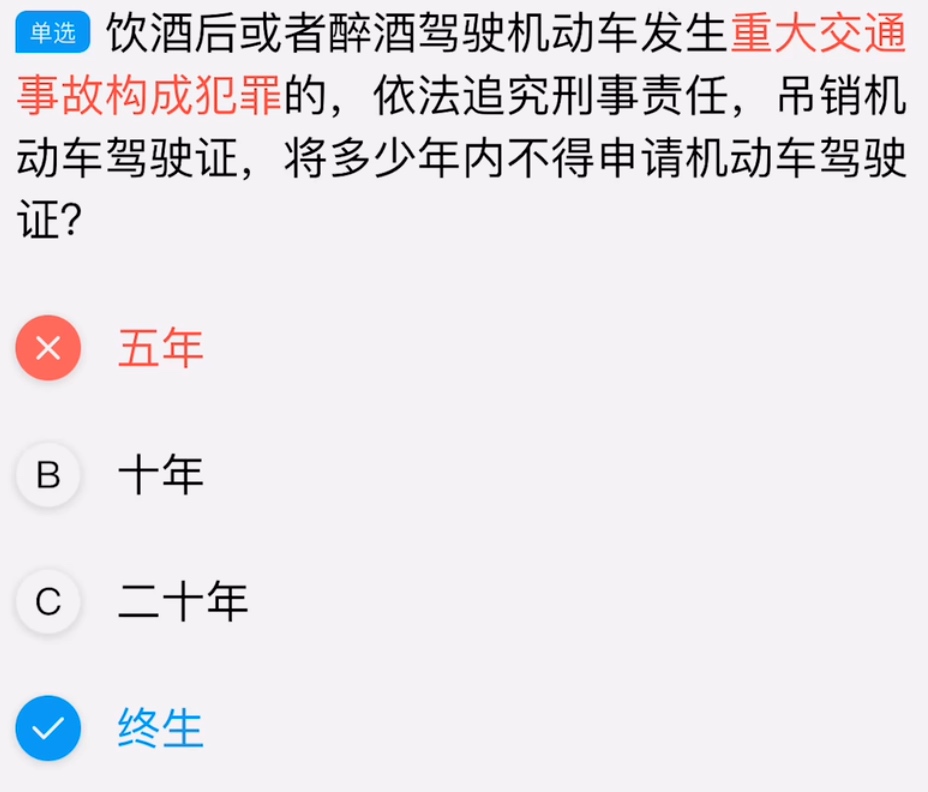 单选 饮酒后或者醉酒驾驶机动车发生重大交通
事故构成犯罪的，依法追究刑事责任，吊销机
动车驾驶证，将多少年内不得申请机动车驾驶
证？
五年
B 十年
C 二十年
终生